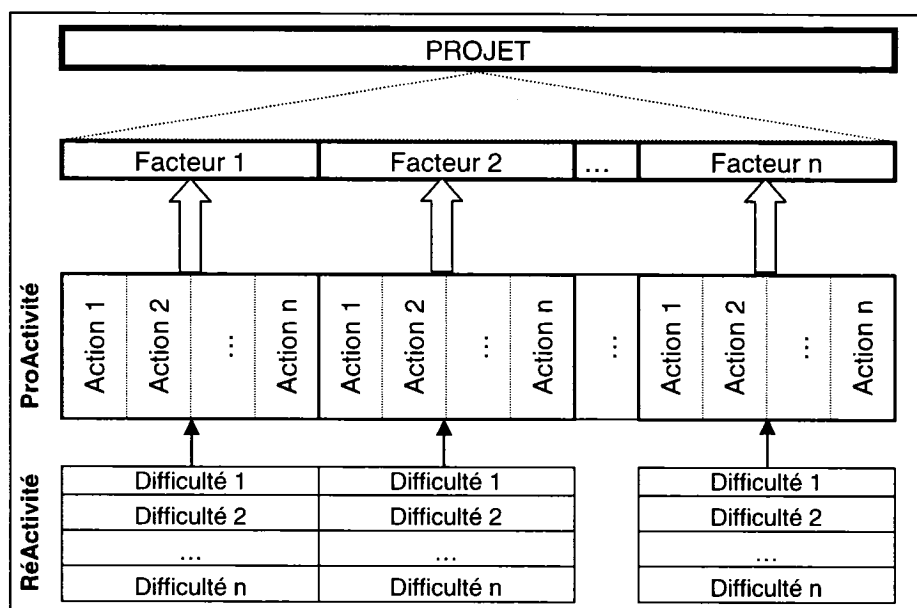 PROJET
Facteur 1 Facteur 2 ... Facteur n
ProActivité
Action 1 Action 2 ... Action n Action 1 Action 2 ... Action n ... Action 1 Action 2 ... Action n
RéActivité
Difficulté 1 Difficulté 1 Difficulté 1
Difficulté 2 Difficulté 2 Difficulté 2
... ... ...
Difficulté n Difficulté n Difficulté n